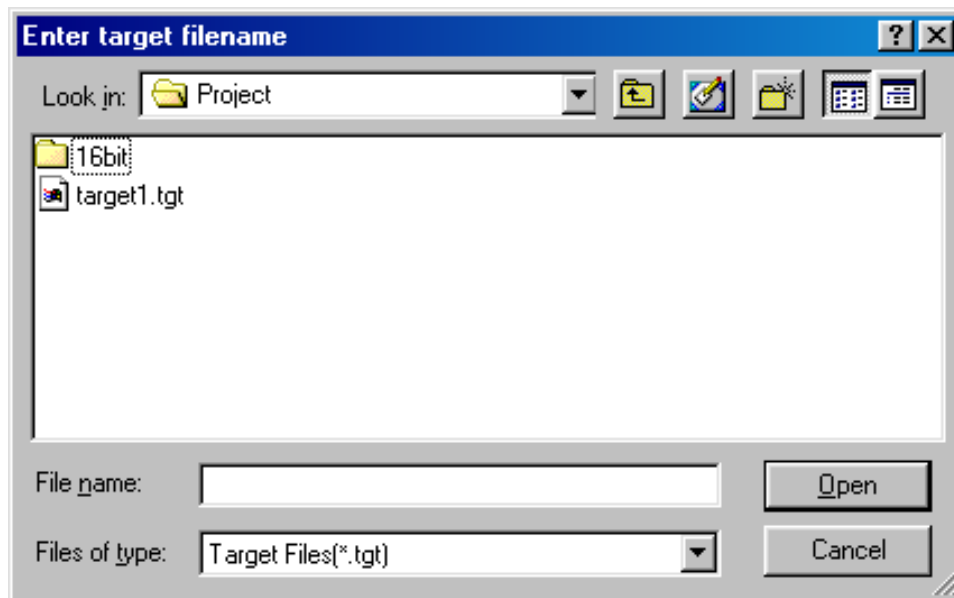 Enter target filename
Look in: Project
16bit
target1.tgt
File name: Open
Files of type: Target Files(*.tgt) Cancel